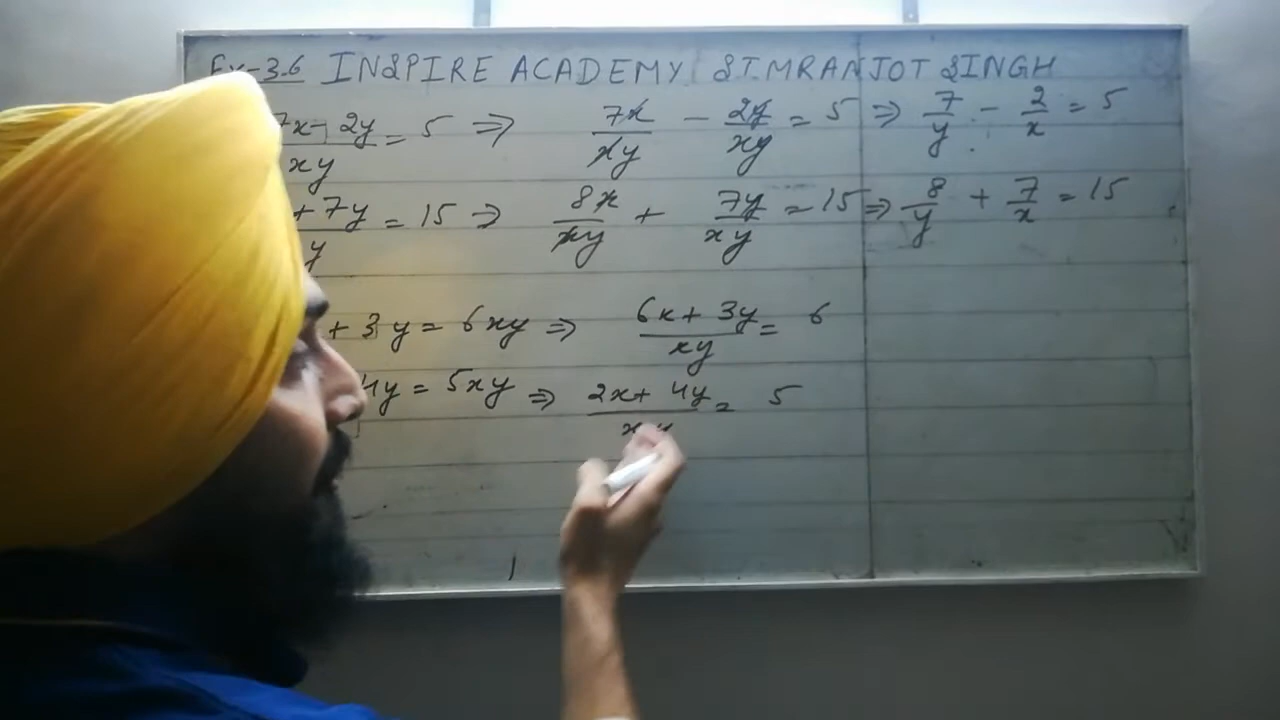 Ex-3.6 INSPIRE ACADEMY SIMRANJOT SINGH
7x-2y/xy = 5 ⇒ 7x/xy - 2y/xy = 5 ⇒ 7/y - 2/x = 5
+7y/y = 15 ⇒ 8x/xy + 7y/xy = 15 ⇒ 8/y + 7/x = 15
+3y = 6xy ⇒ 6x+3y/xy = 6
4y = 5xy ⇒ 2x+4y/xy = 5